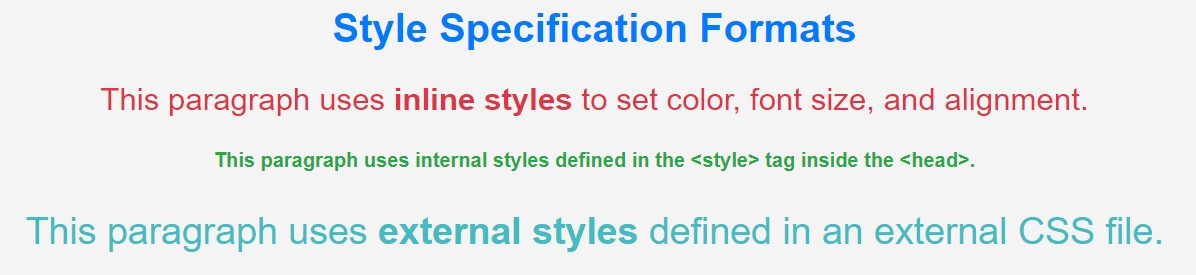 Style Specification Formats
This paragraph uses inline styles to set color, font size, and alignment.
This paragraph uses internal styles defined in the <style> tag inside the <head>.
This paragraph uses external styles defined in an external CSS file.